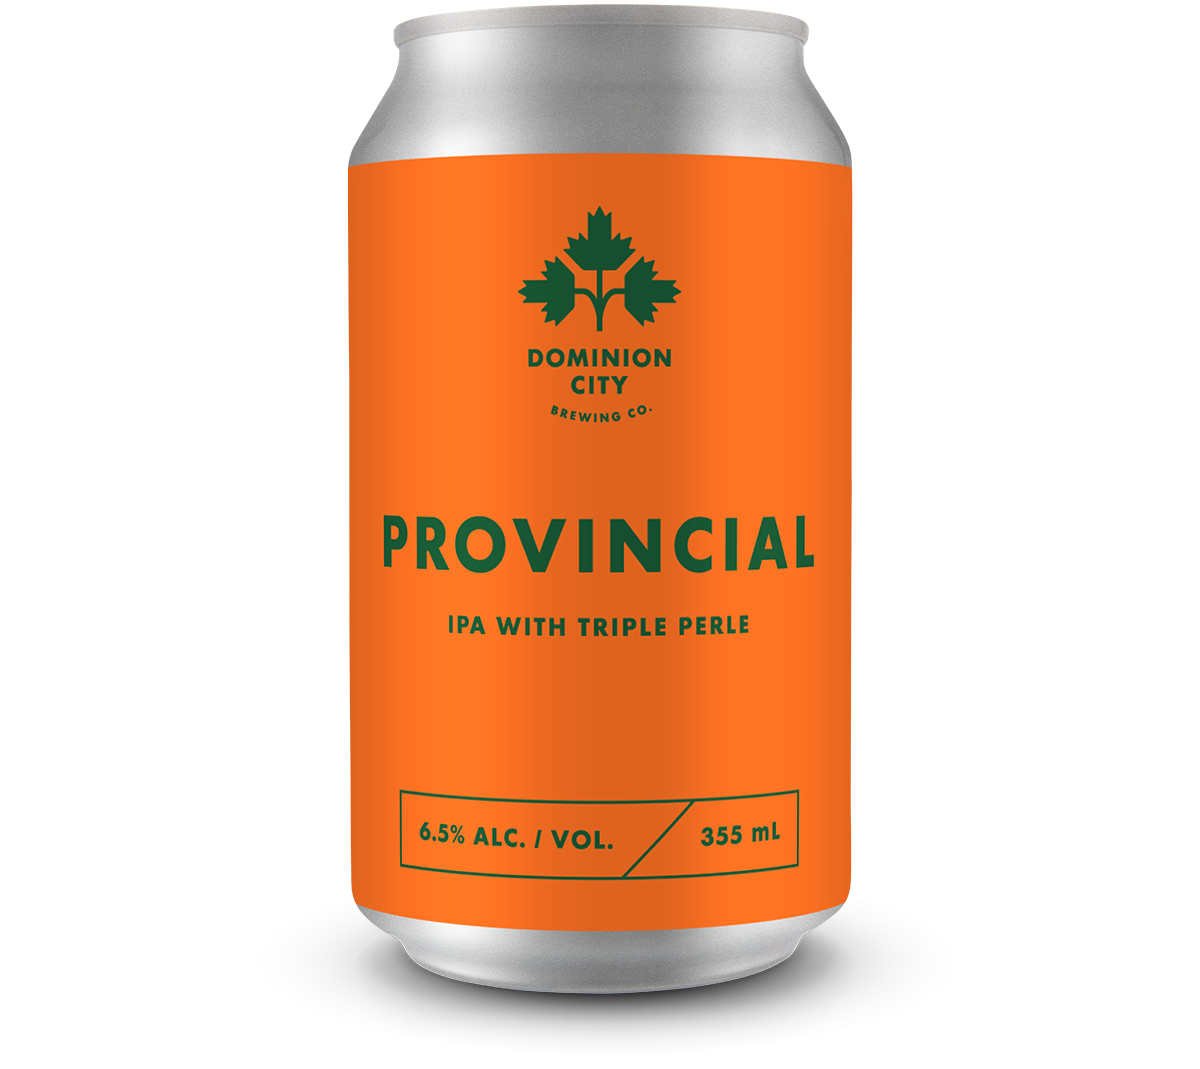 DOMINION
CITY
BREWING CO.
PROVINCIAL
IPA WITH TRIPLE PERLE
6.5% ALC. / VOL.
355 mL